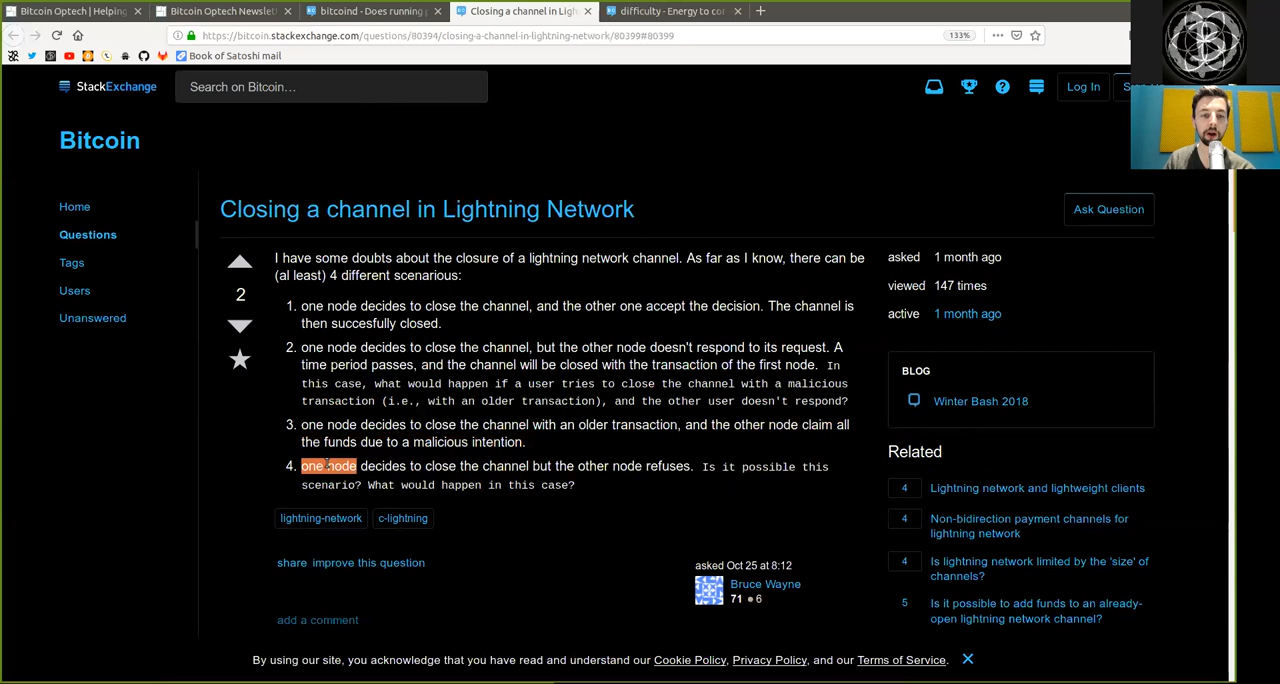 Bitcoin Optech | Helping
Bitcoin Optech Newslett
bitcoind - Does running
Closing a channel in Ligh
difficulty - Energy to co
https://bitcoin.stackexchange.com/questions/80394/closing-a-channel-in-lightning-network/80399#80399
133%
Book of Satoshi mail
StackExchange
Search on Bitcoin…
Log In
Bitcoin
Home
Questions
Tags
Users
Unanswered
Closing a channel in Lightning Network
Ask Question
2
I have some doubts about the closure of a lightning network channel. As far as I know, there can be
(al least) 4 different scenarious:
1. one node decides to close the channel, and the other one accept the decision. The channel is
then succesfully closed.
2. one node decides to close the channel, but the other node doesn't respond to its request. A
time period passes, and the channel will be closed with the transaction of the first node. In
this case, what would happen if a user tries to close the channel with a malicious
transaction (i.e., with an older transaction), and the other user doesn't respond?
3. one node decides to close the channel with an older transaction, and the other node claim all
the funds due to a malicious intention.
4. one node decides to close the channel but the other node refuses. Is it possible this
scenario? What would happen in this case?
lightning-network
c-lightning
share improve this question
asked Oct 25 at 8:12
Bruce Wayne
71 ●6
add a comment
asked 1 month ago
viewed 147 times
active 1 month ago
BLOG
Winter Bash 2018
Related
4 Lightning network and lightweight clients
4 Non-bidirection payment channels for
lightning network
4 Is lightning network limited by the 'size' of
channels?
5 Is it possible to add funds to an already-
open lightning network channel?
By using our site, you acknowledge that you have read and understand our Cookie Policy, Privacy Policy, and our Terms of Service.